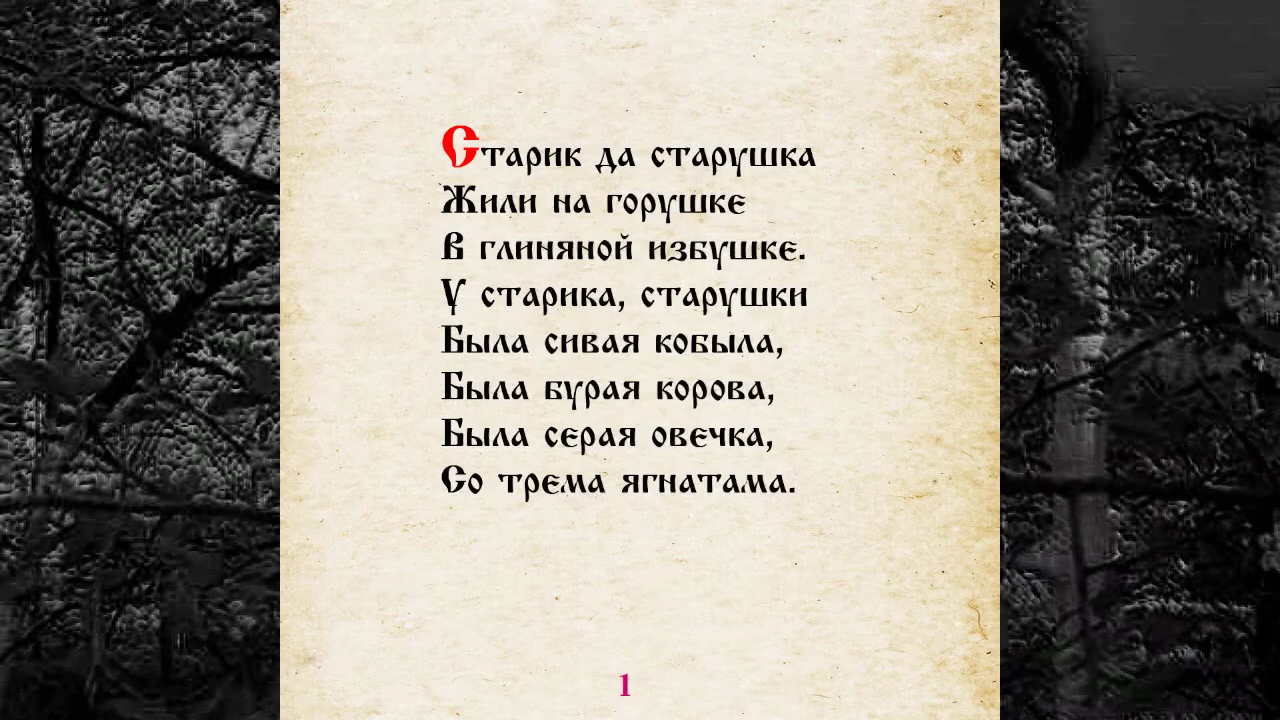 Старик да старушка
Жили на горушке
В глиняной избушке.
У старика, старушки
Была сивая кобыла,
Была бурая корова,
Была серая овечка,
Со трема ягнатама.
1